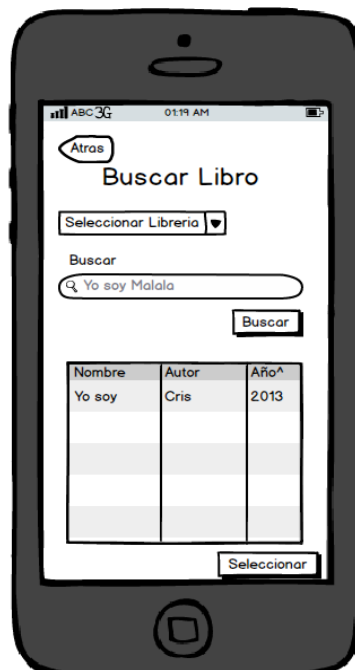 ABC 3G 01:19 AM
Atras
Buscar Libro
Seleccionar Libreria
Buscar
Yo soy Malala
Buscar
Nombre Autor Año^
Yo soy Cris 2013
Seleccionar